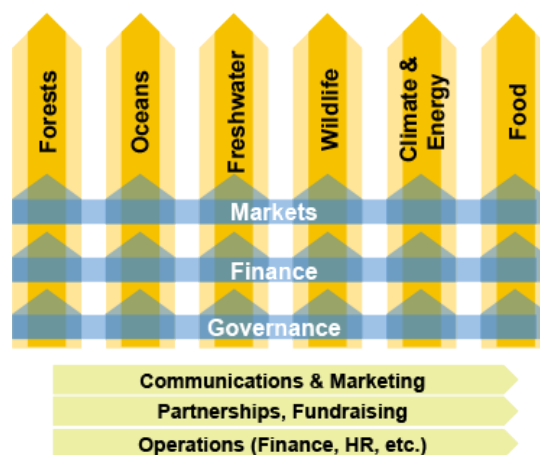 Forests
Oceans
Freshwater
Wildlife
Climate &
Energy
Food
Markets
Finance
Governance
Communications & Marketing
Partnerships, Fundraising
Operations (Finance, HR, etc.)